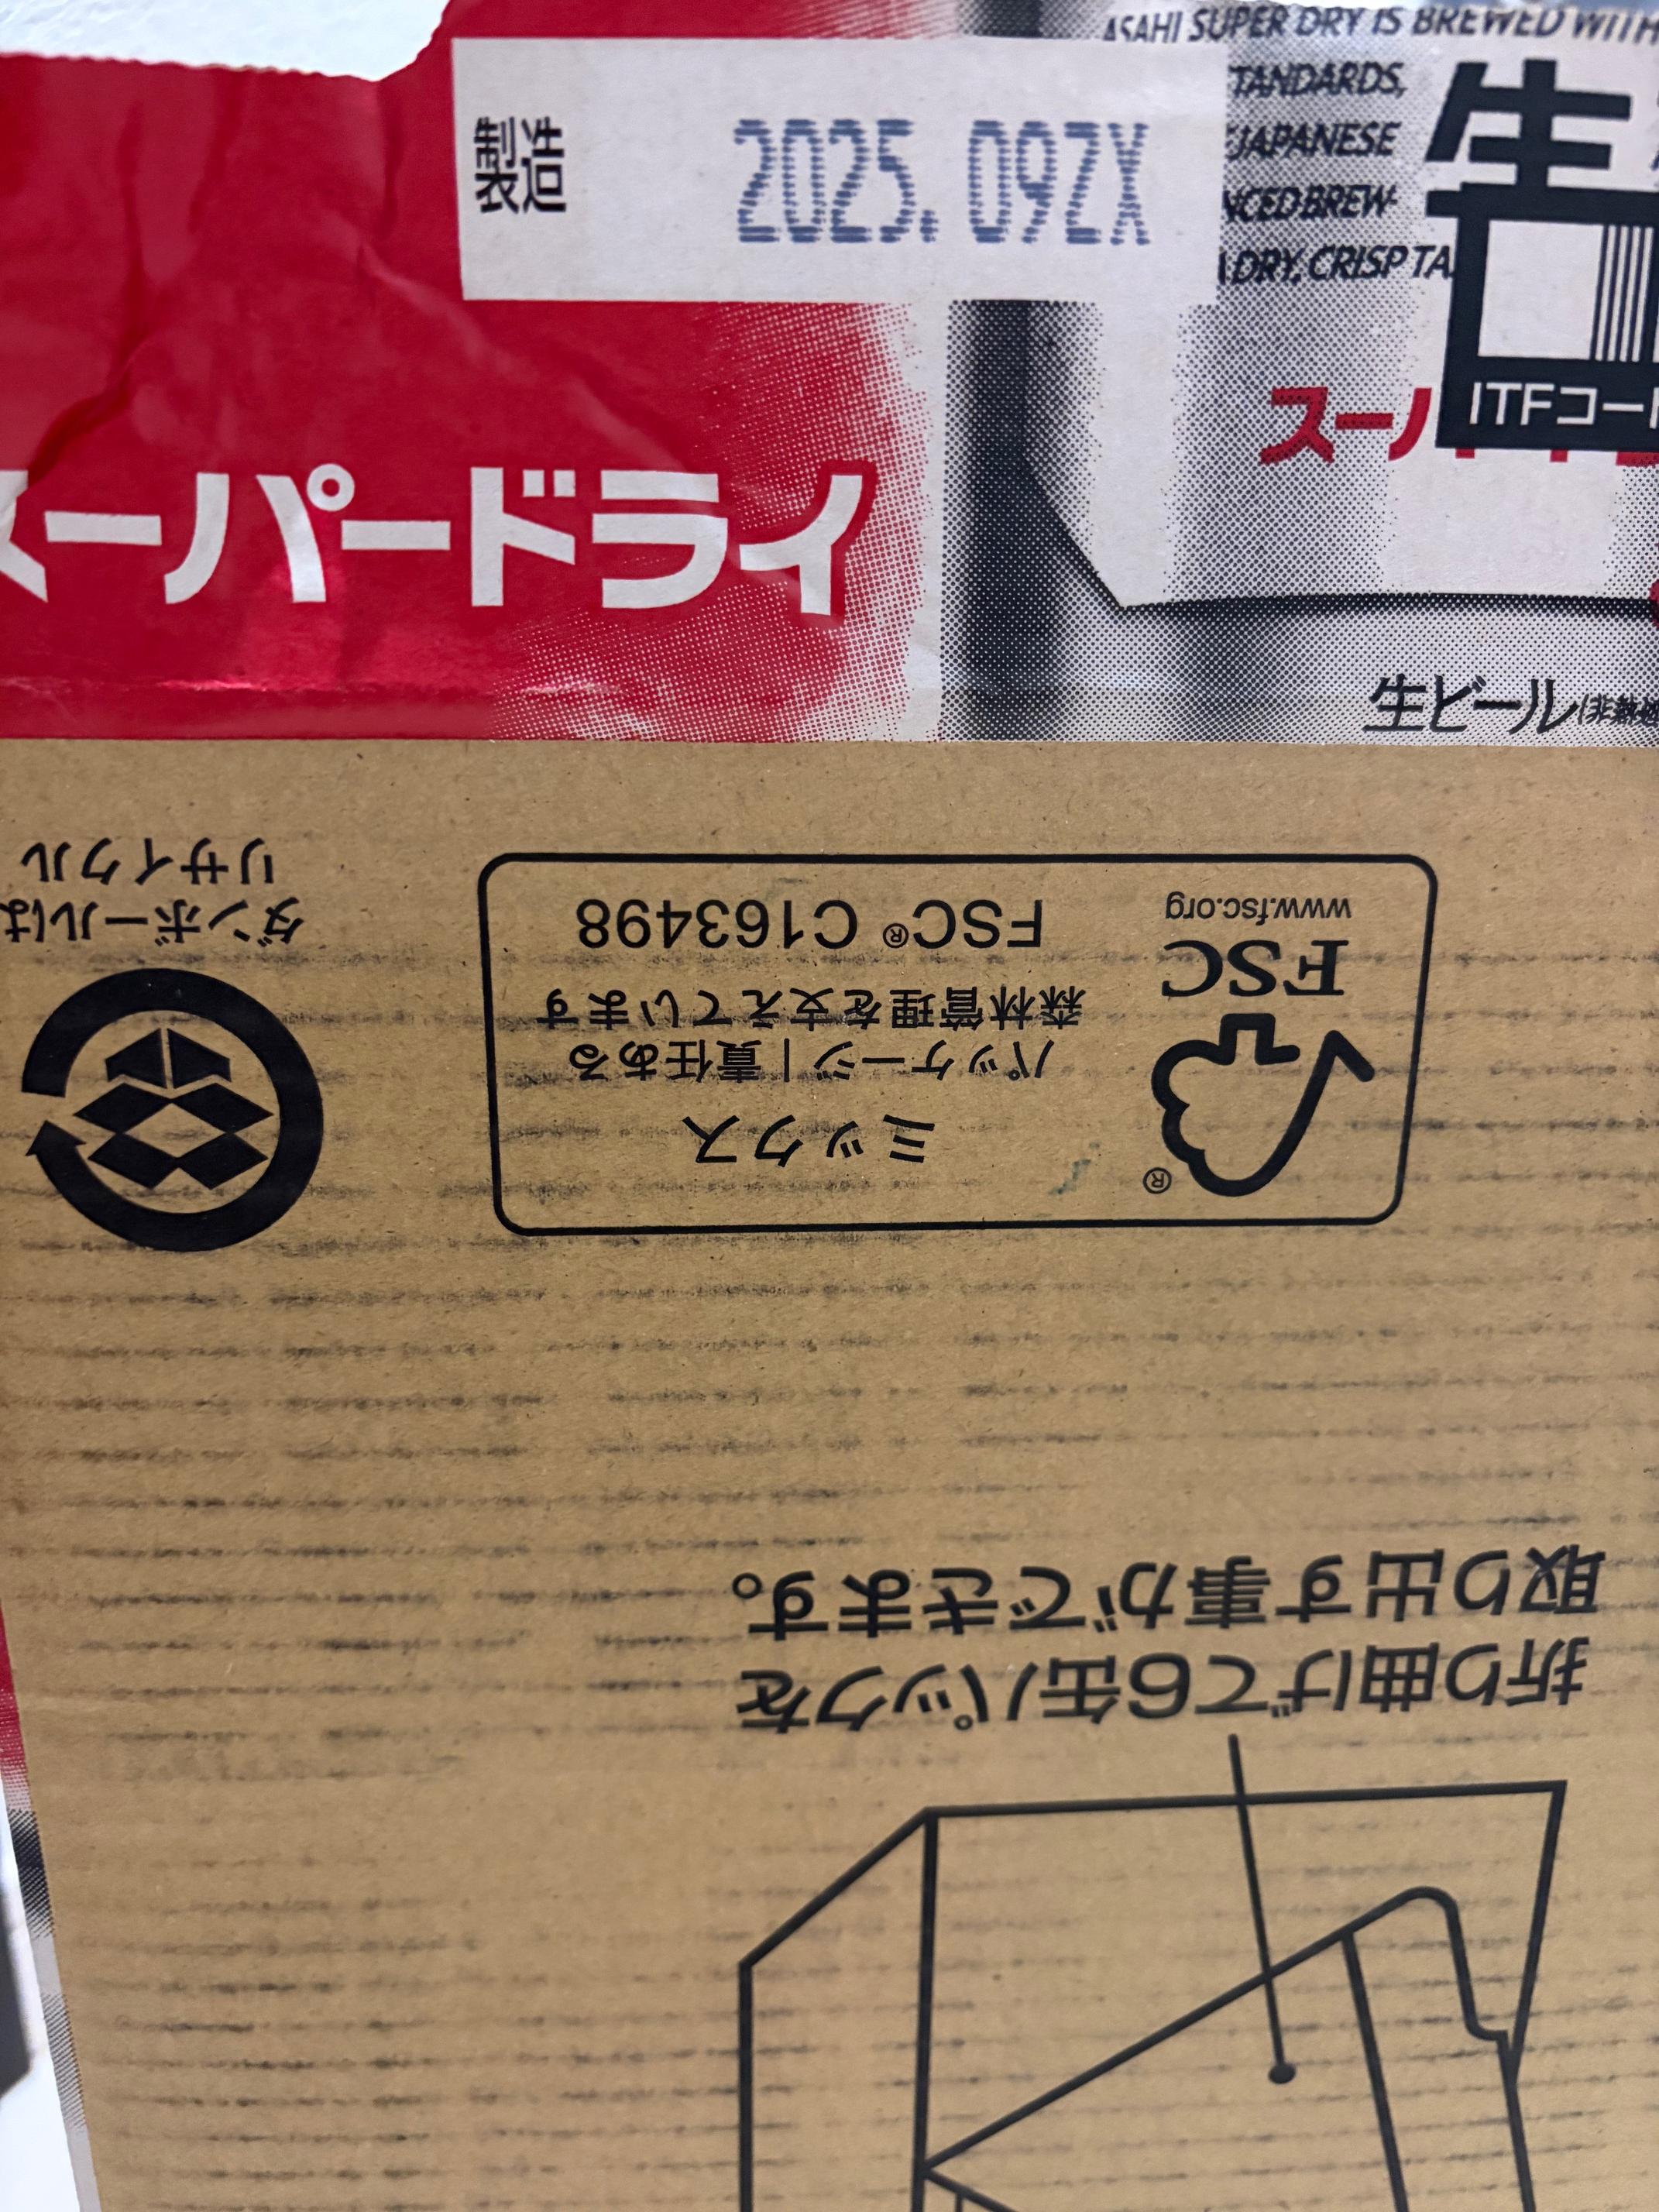 ASAHI SUPER DRY IS BREWED WITH
TANDARDS,
JAPANESE
NCED BREW-
DRY, CRISP TA
生
製造
2025. 09ZX
ITFコード
スーパードライ
スーパ
生ビール(非熱処
ダンボールは
リサイクル
ミックス
パッケージ|責任ある
森林管理を支えています
FSC® C163498
®
FSC
www.fsc.org
折り曲げて6缶パックを
取り出す事ができます。